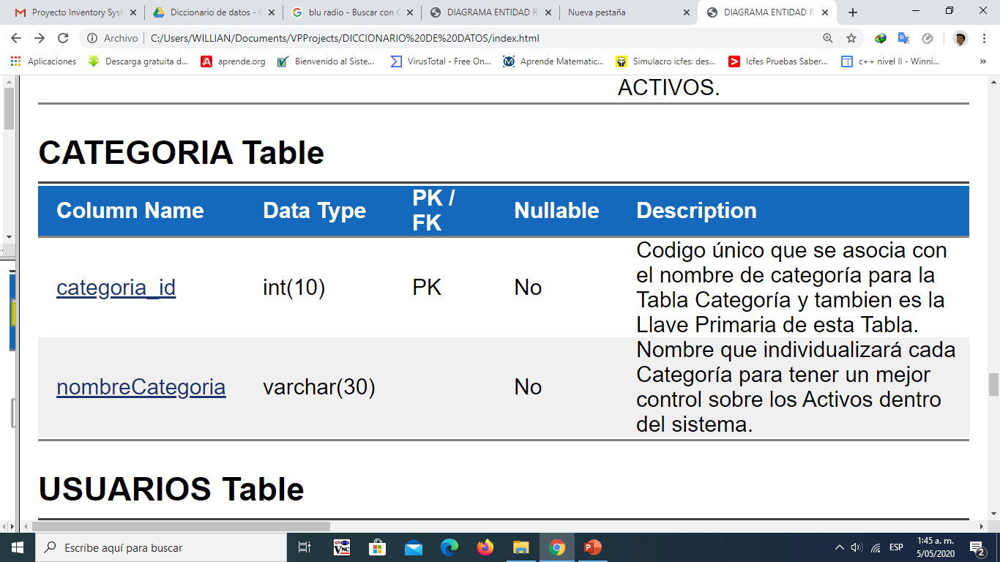 Proyecto Inventory Syst
Diccionario de datos - G
blu radio - Buscar con G
DIAGRAMA ENTIDAD R
Nueva pestaña
DIAGRAMA ENTIDAD R
Archivo
C:/Users/WILLIAN/Documents/VPProjects/DICCIONARIO%20DE%20DATOS/index.html
Aplicaciones
Descarga gratuita d...
aprende.org
Bienvenido al Siste...
VirusTotal - Free On...
Aprende Matematic...
Simulacro icfes: des...
Icfes Pruebas Saber...
c++ nivel II - Winni...
»
ACTIVOS.
CATEGORIA Table
Column Name
Data Type
PK /
FK
Nullable
Description
categoria_id
int(10)
PK
No
Codigo único que se asocia con
el nombre de categoría para la
Tabla Categoría y tambien es la
Llave Primaria de esta Tabla.
nombreCategoria
varchar(30)
No
Nombre que individualizará cada
Categoría para tener un mejor
control sobre los Activos dentro
del sistema.
USUARIOS Table
Escribe aquí para buscar
VNC
ESP
1:45 a. m.
5/05/2020
2